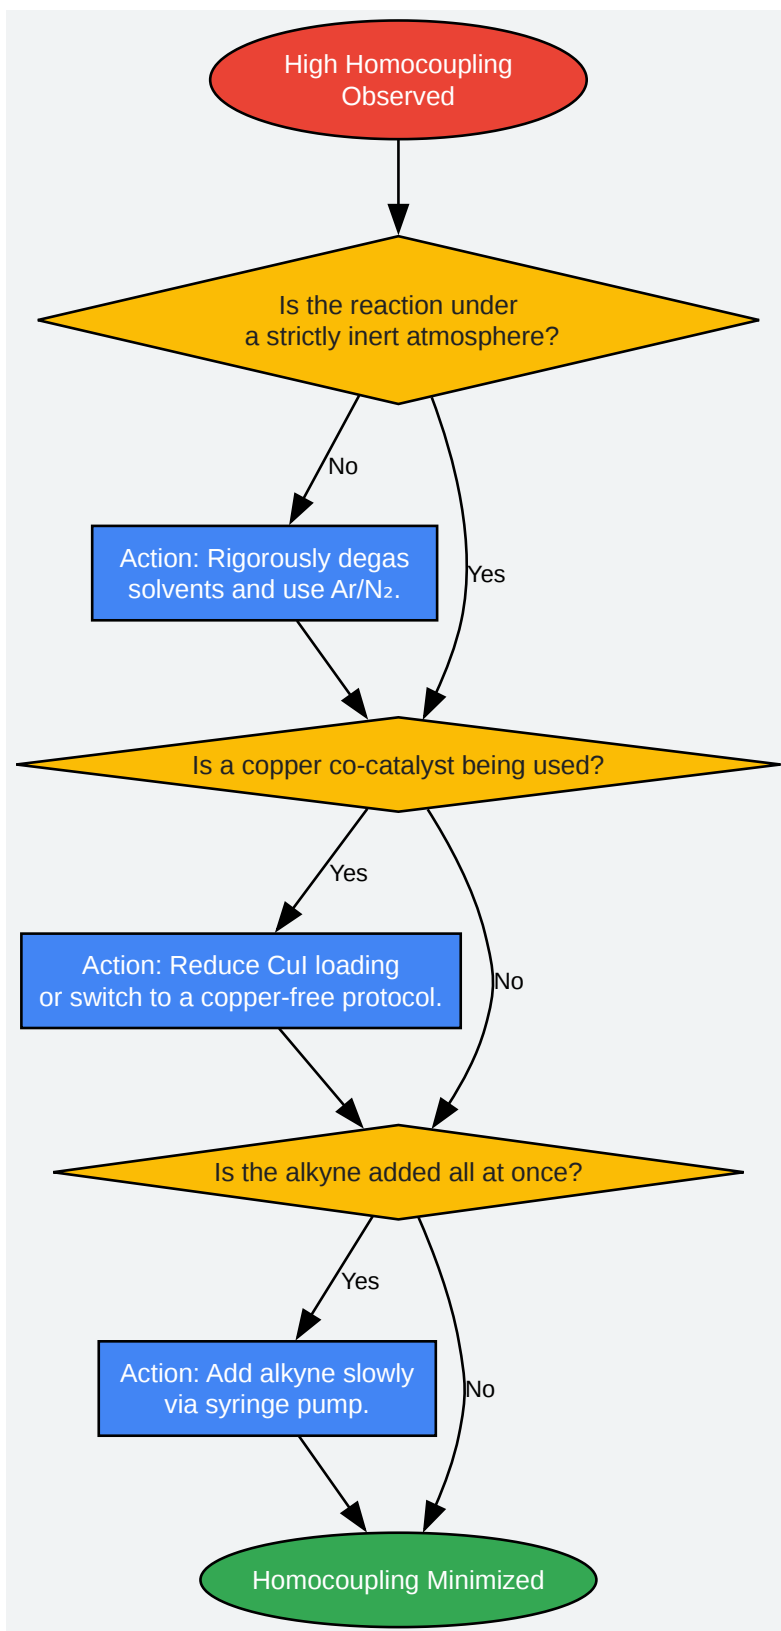 High Homocoupling
Observed
Is the reaction under
a strictly inert atmosphere?
No
Action: Rigorously degas
solvents and use Ar/N₂.
Yes
Is a copper co-catalyst being used?
Yes
Action: Reduce CuI loading
or switch to a copper-free protocol.
No
Is the alkyne added all at once?
Yes
Action: Add alkyne slowly
via syringe pump.
No
Homocoupling Minimized